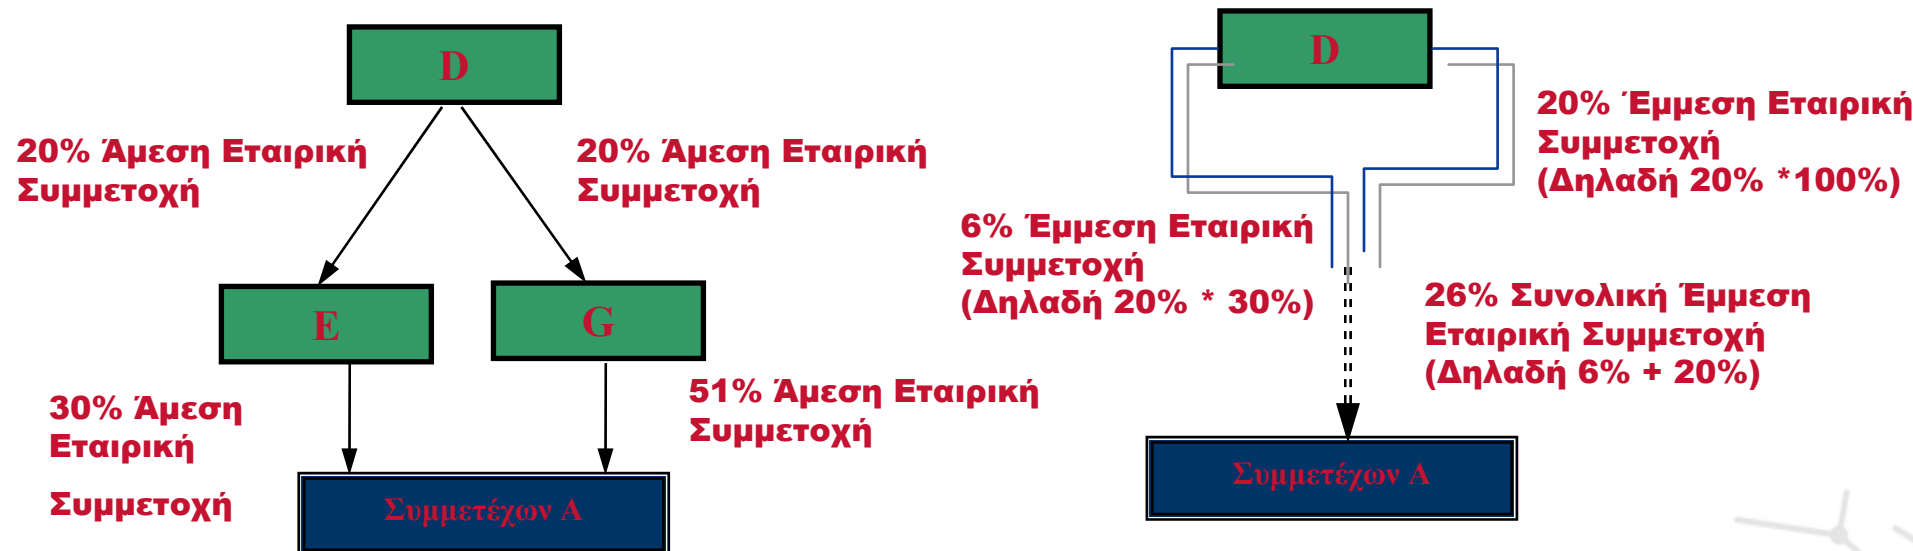 D
20% Άμεση Εταιρική
Συμμετοχή
20% Άμεση Εταιρική
Συμμετοχή
E
G
30% Άμεση
Εταιρική
Συμμετοχή
51% Άμεση Εταιρική
Συμμετοχή
Συμμετέχων Α
D
20% Έμμεση Εταιρική
Συμμετοχή
(Δηλαδή 20% *100%)
6% Έμμεση Εταιρική
Συμμετοχή
(Δηλαδή 20% * 30%)
26% Συνολική Έμμεση
Εταιρική Συμμετοχή
(Δηλαδή 6% + 20%)
Συμμετέχων Α